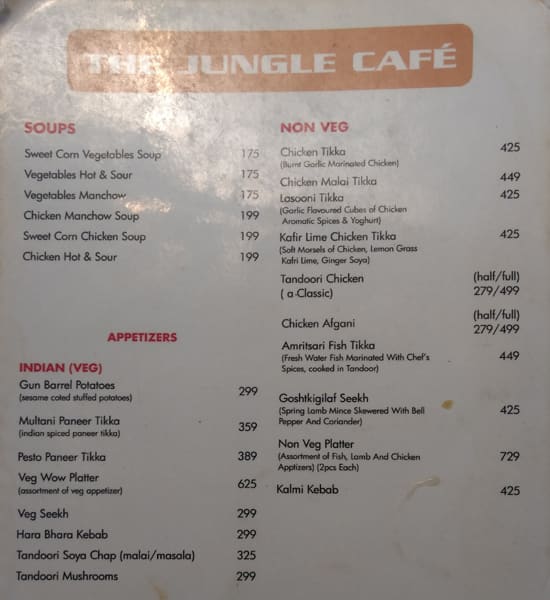 THE JUNGLE CAFÉ
SOUPS
Sweet Corn Vegetables Soup 175
Vegetables Hot & Sour 175
Vegetables Manchow 175
Chicken Manchow Soup 199
Sweet Corn Chicken Soup 199
Chicken Hot & Sour 199
APPETIZERS
INDIAN (VEG)
Gun Barrel Potatoes 299
(sesame coted stuffed potatoes)
Multani Paneer Tikka 359
(indian spiced paneer tikka)
Pesto Paneer Tikka 389
Veg Wow Platter 625
(assortment of veg appetizer)
Veg Seekh 299
Hara Bhara Kebab 299
Tandoori Soya Chap (malai/masala) 325
Tandoori Mushrooms 299
NON VEG
Chicken Tikka 425
(Burnt Garlic Marinated Chicken)
Chicken Malai Tikka 449
Lasooni Tikka 425
(Garlic Flavoured Cubes of Chicken
Aromatic Spices & Yoghurt)
Kafir Lime Chicken Tikka 425
(Soft Morsels of Chicken, Lemon Grass
Kafri Lime, Ginger Soya)
Tandoori Chicken (half/full)
( a Classic) 279/499
(half/full)
Chicken Afgani 279/499
Amritsari Fish Tikka 449
(Fresh Water Fish Marinated With Chef's
Spices, cooked in Tandoor)
Goshtkigilaf Seekh 425
(Spring Lamb Mince Skewered With Bell
Pepper And Coriander)
Non Veg Platter 729
(Assortment of Fish, Lamb And Chicken
Apptizers) (2pcs Each)
Kalmi Kebab 425